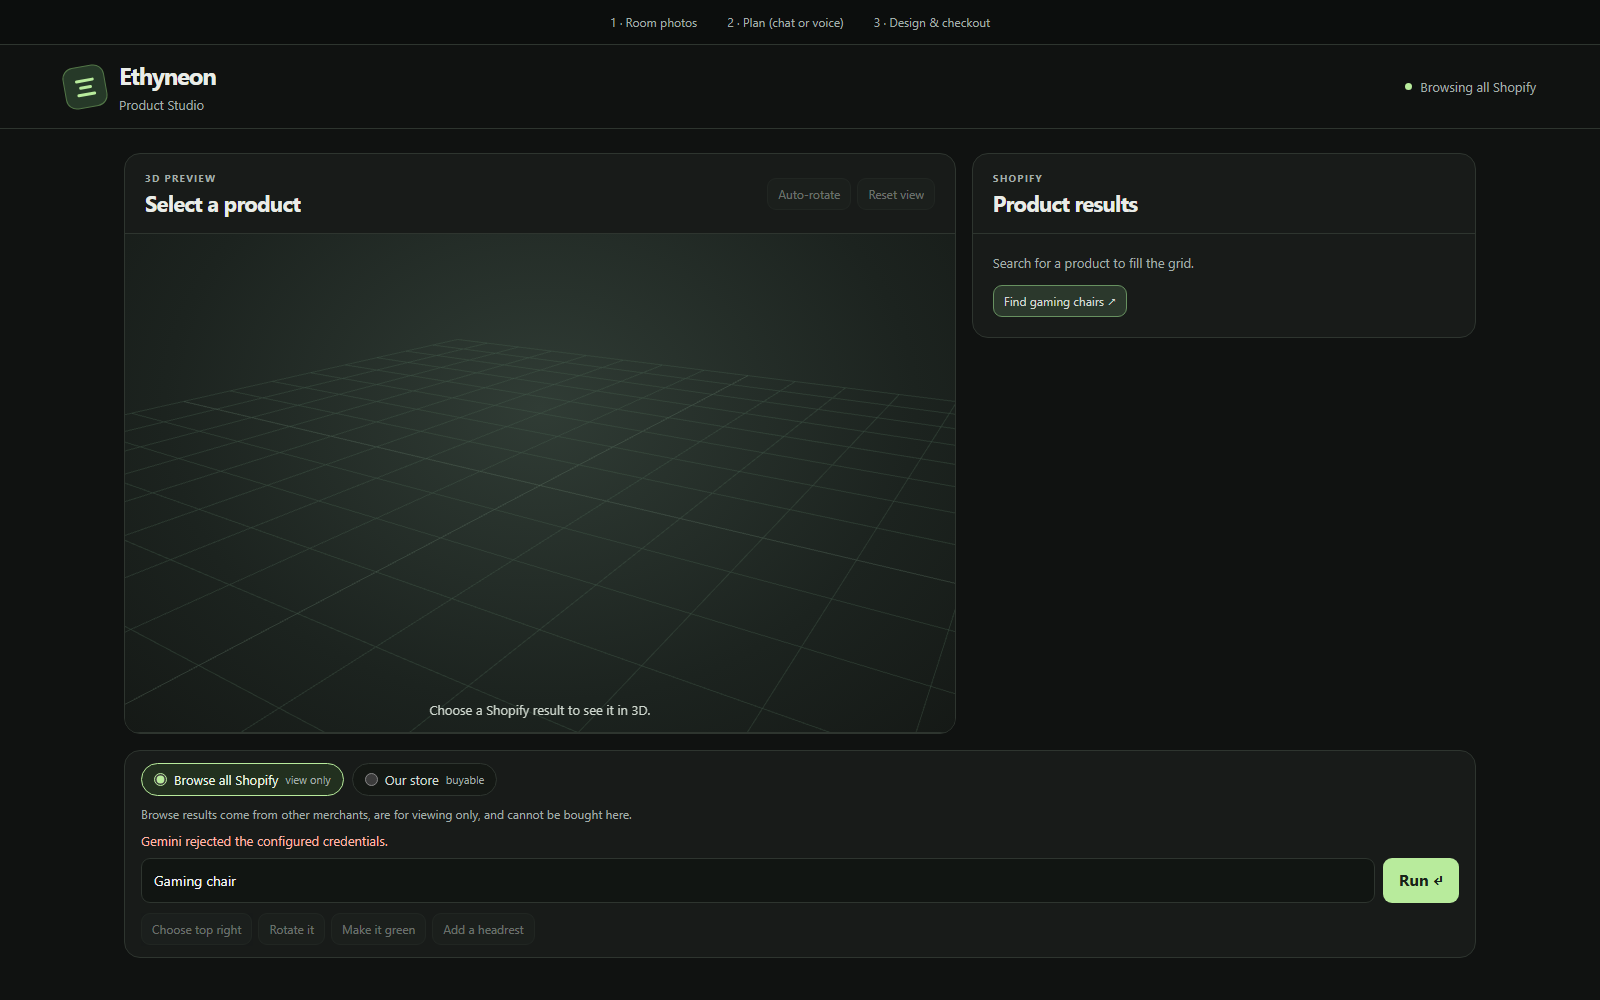 1 · Room photos
2 · Plan (chat or voice)
3 · Design & checkout
Ethyneon
Product Studio
Browsing all Shopify
3D PREVIEW
Select a product
Auto-rotate
Reset view
Choose a Shopify result to see it in 3D.
SHOPIFY
Product results
Search for a product to fill the grid.
Find gaming chairs ↗
Browse all Shopify view only
Our store buyable
Browse results come from other merchants, are for viewing only, and cannot be bought here.
Gemini rejected the configured credentials.
Gaming chair
Run ↵
Choose top right
Rotate it
Make it green
Add a headrest